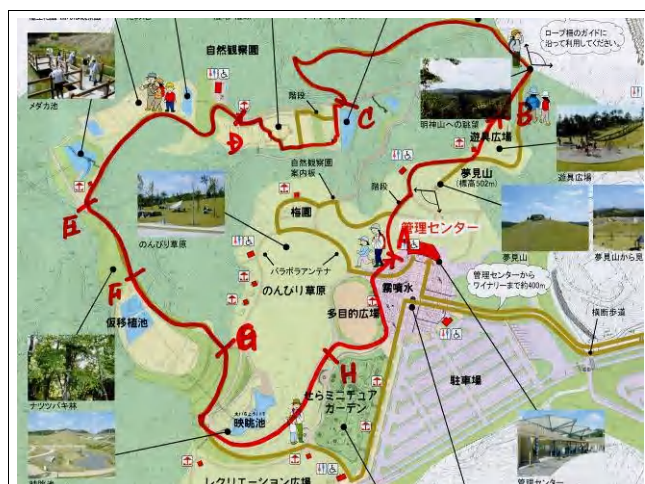 自然観察園
ロープ柵のガイドに
沿って利用してください。
メダカ池
階段
C
明神山への眺望
B
D
遊具広場
遊具広場
自然観察園
案内板
夢見山
(標高502m)
階段
E
梅園
管理センター
A
のんびり草原
夢見山
夢見山から見
パラボラアンテナ
のんびり草原
霧噴水
管理センターから
ワイナリーまで約400m
F
仮移植池
多目的広場
横断歩道
G
H
駐車場
ナツツバキ林
ミニチュア
ガーデン
映眺池
管理センター
レクリエーション広場